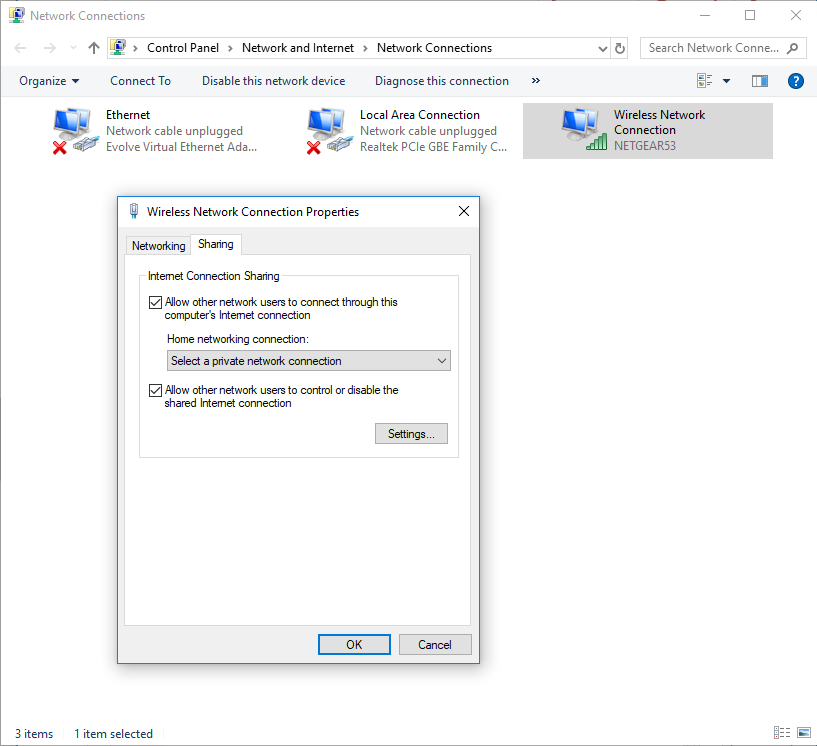 Network Connections
Control Panel > Network and Internet > Network Connections
Search Network Conne...
Organize
Connect To
Disable this network device
Diagnose this connection
»
?
Ethernet
Network cable unplugged
Evolve Virtual Ethernet Ada...
Local Area Connection
Network cable unplugged
Realtek PCIe GBE Family C...
Wireless Network
Connection
NETGEAR53
Wireless Network Connection Properties
Networking
Sharing
Internet Connection Sharing
Allow other network users to connect through this
computer's Internet connection
Home networking connection:
Select a private network connection
Allow other network users to control or disable the
shared Internet connection
Settings...
OK
Cancel
3 items
1 item selected